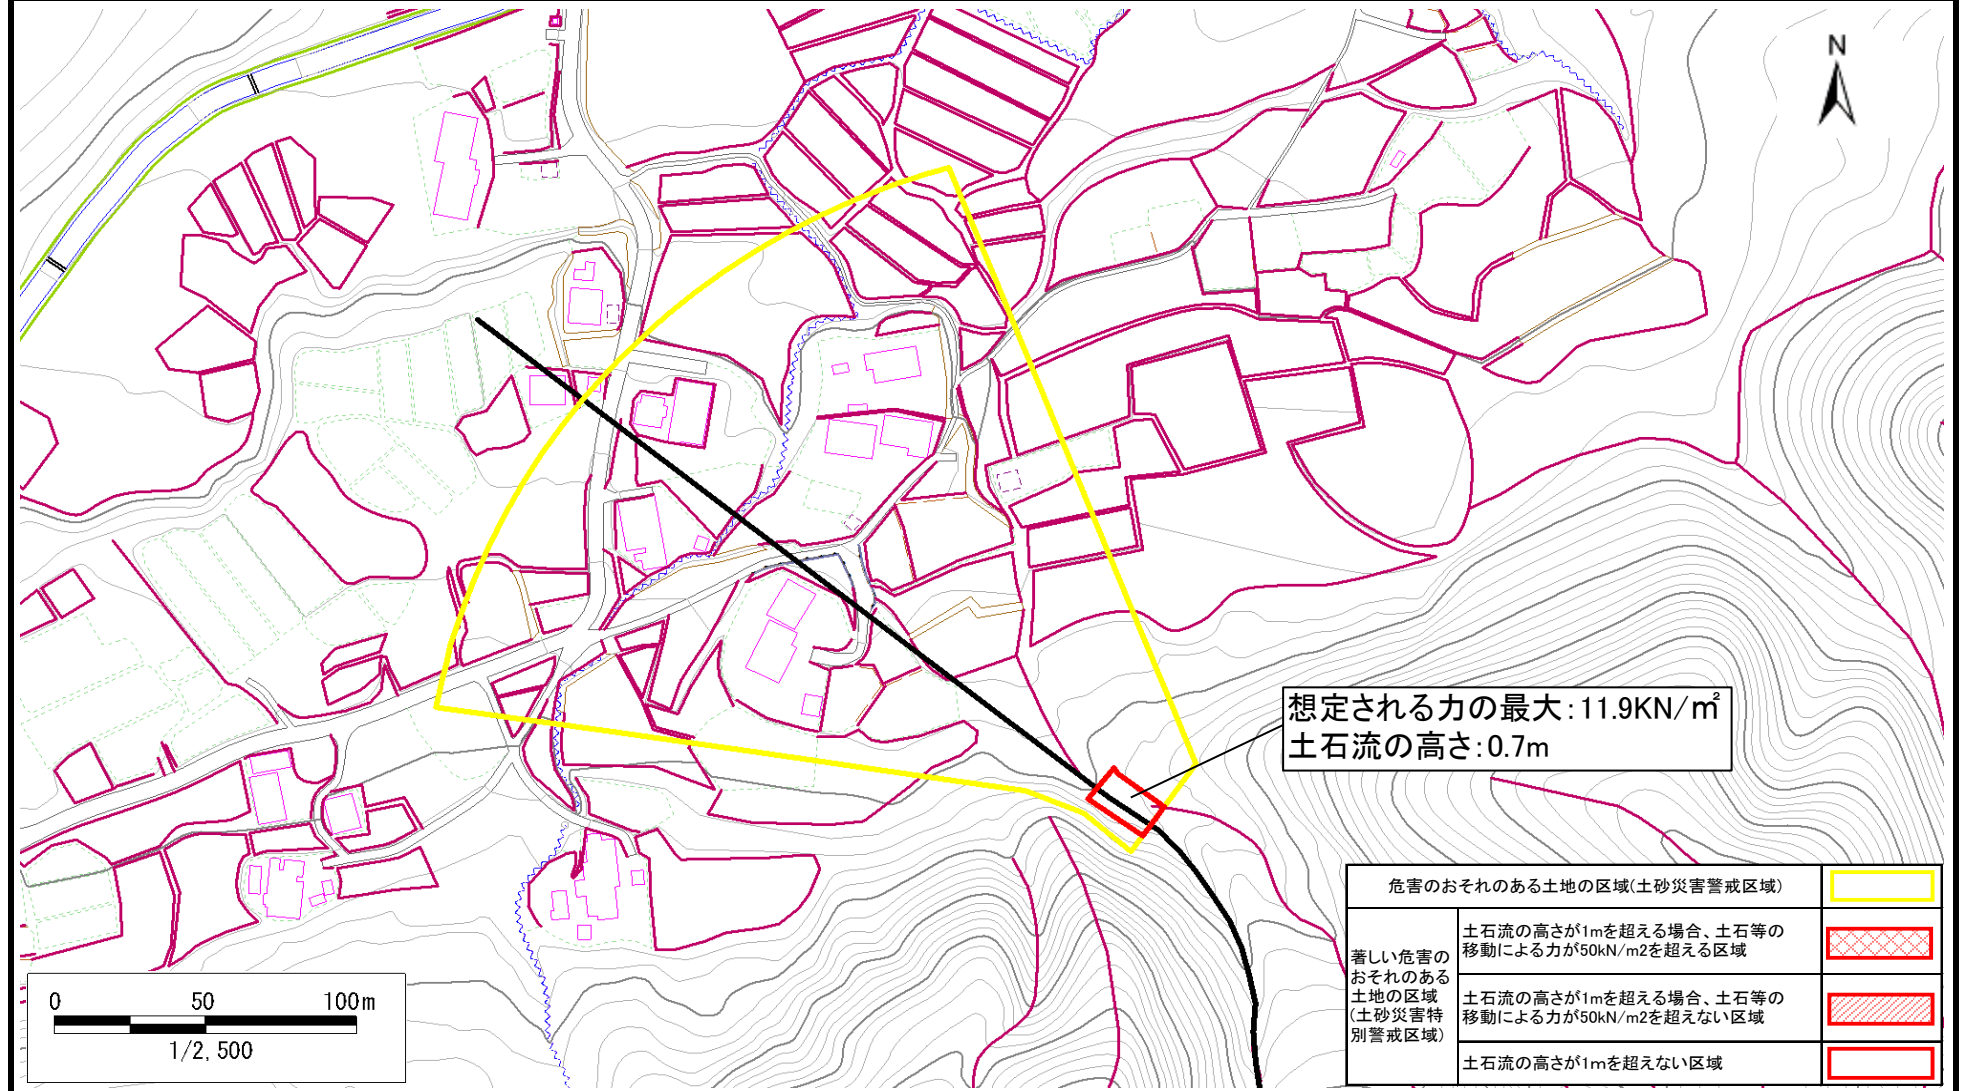 N
想定される力の最大:11.9KN/㎡
土石流の高さ:0.7m
危害のおそれのある土地の区域(土砂災害警戒区域)
著しい危害の
おそれのある
土地の区域
(土砂災害特
別警戒区域)
土石流の高さが1mを超える場合、土石等の
移動による力が50kN/m2を超える区域
土石流の高さが1mを超える場合、土石等の
移動による力が50kN/m2を超えない区域
土石流の高さが1mを超えない区域
0 50 100m
1/2,500